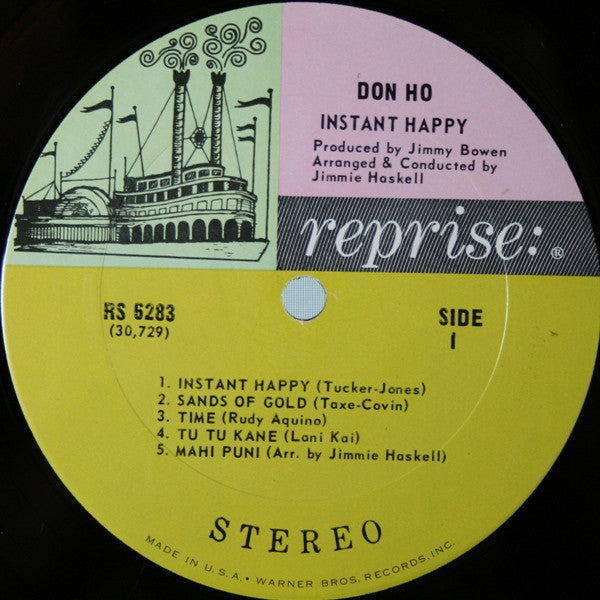 DON HO
INSTANT HAPPY
Produced by Jimmy Bowen
Arranged & Conducted by
Jimmie Haskell
reprise:®
RS 6283
(30,729)
SIDE
1
1. INSTANT HAPPY (Tucker-Jones)
2. SANDS OF GOLD (Taxe-Covin)
3. TIME (Rudy Aquino)
4. TU TU KANE (Lani Kai)
5. MAHI PUNI (Arr. by Jimmie Haskell)
STEREO
MADE IN U.S.A. • WARNER BROS. RECORDS, INC.